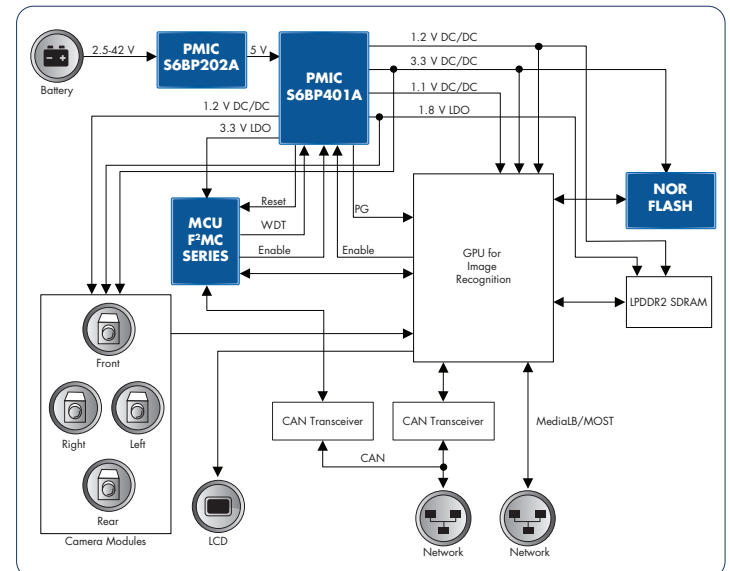 2.5-42 V
PMIC
S6BP202A
5 V
PMIC
S6BP401A
1.2 V DC/DC
3.3 V DC/DC
1.1 V DC/DC
1.8 V LDO
Battery
1.2 V DC/DC
3.3 V LDO
Reset
WDT
Enable
MCU
F²MC
SERIES
PG
Enable
GPU for
Image
Recognition
NOR
FLASH
LPDDR2 SDRAM
Front
Right
Left
Rear
Camera Modules
LCD
CAN Transceiver
CAN Transceiver
CAN
MediaLB/MOST
Network
Network